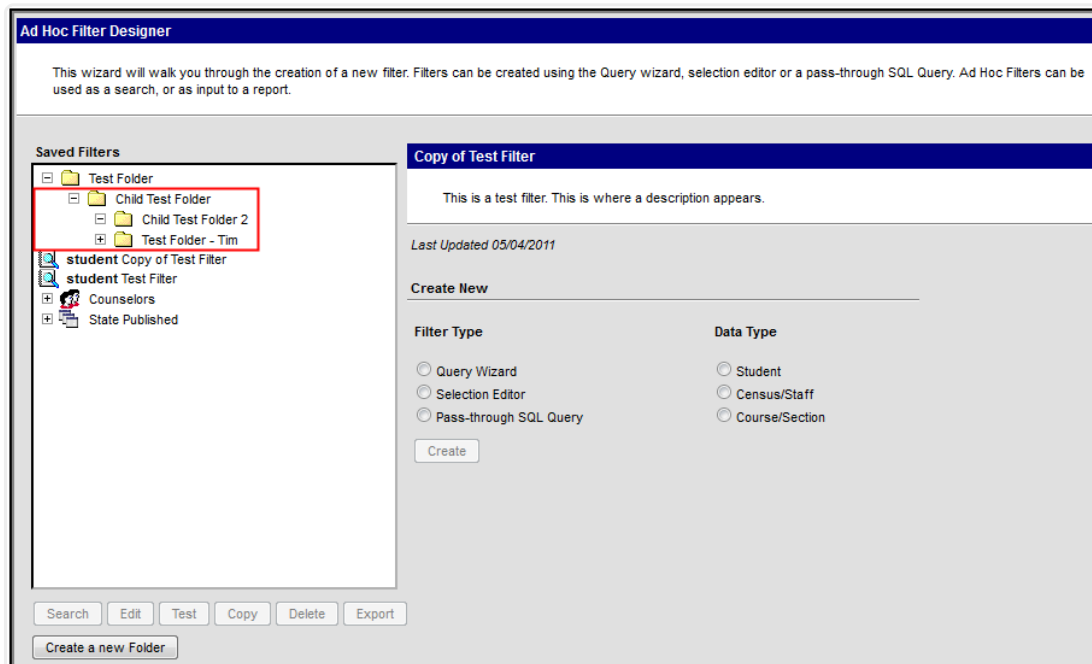 Ad Hoc Filter Designer
This wizard will walk you through the creation of a new filter. Filters can be created using the Query wizard, selection editor or a pass-through SQL Query. Ad Hoc Filters can be
used as a search, or as input to a report.
Saved Filters
Test Folder
Child Test Folder
Child Test Folder 2
Test Folder - Tim
student Copy of Test Filter
student Test Filter
Counselors
State Published
Search Edit Test Copy Delete Export
Create a new Folder
Copy of Test Filter
This is a test filter. This is where a description appears.
Last Updated 05/04/2011
Create New
Filter Type
Query Wizard
Selection Editor
Pass-through SQL Query
Create
Data Type
Student
Census/Staff
Course/Section